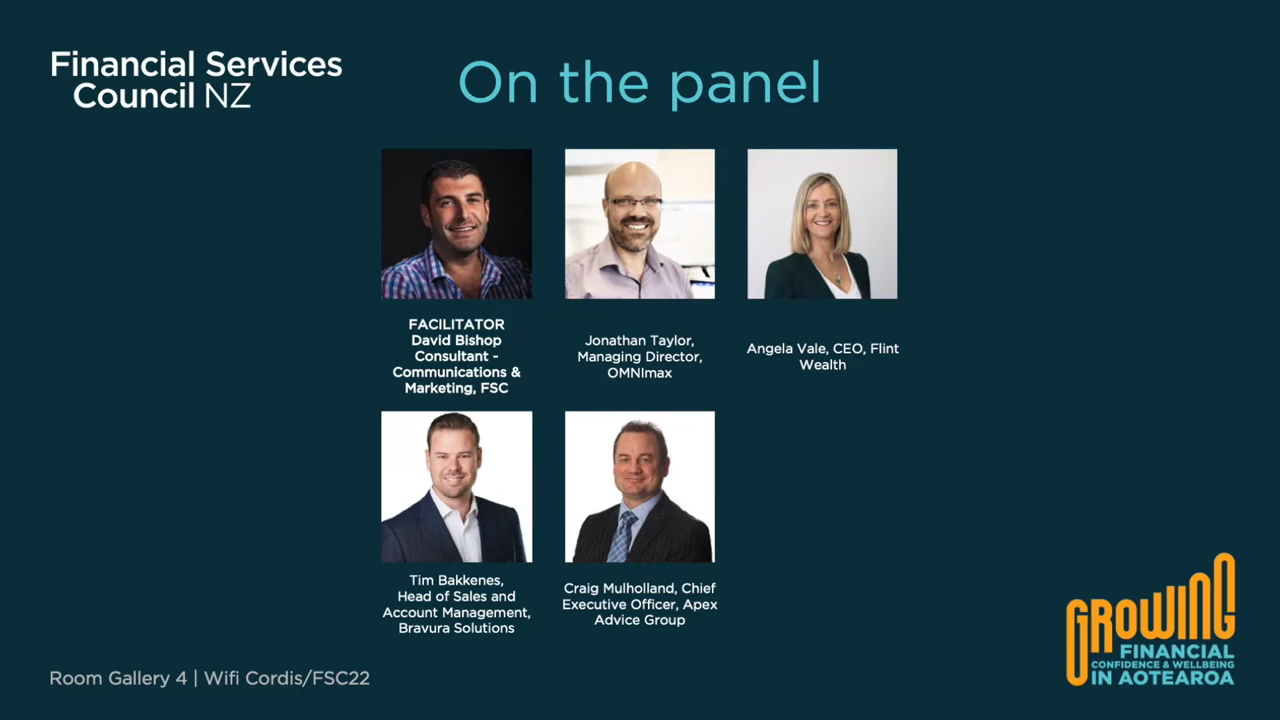 Financial Services
Council NZ
On the panel
FACILITATOR
David Bishop
Consultant -
Communications &
Marketing, FSC
Jonathan Taylor,
Managing Director,
OMNImax
Angela Vale, CEO, Flint
Wealth
Tim Bakkenes,
Head of Sales and
Account Management,
Bravura Solutions
Craig Mulholland, Chief
Executive Officer, Apex
Advice Group
Room Gallery 4 | Wifi Cordis/FSC22
GROWING
FINANCIAL
CONFIDENCE & WELLBEING
IN AOTEAROA